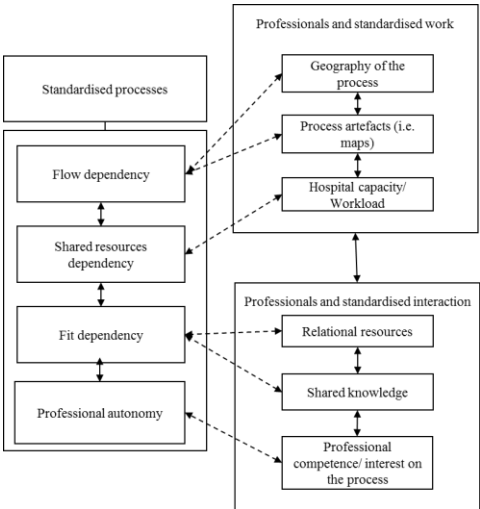 Standardised processes
Flow dependency
Shared resources
dependency
Fit dependency
Professional autonomy
Professionals and standardised work
Geography of the
process
Process artefacts (i.e.
maps)
Hospital capacity/
Workload
Professionals and standardised interaction
Relational resources
Shared knowledge
Professional
competence/ interest on
the process